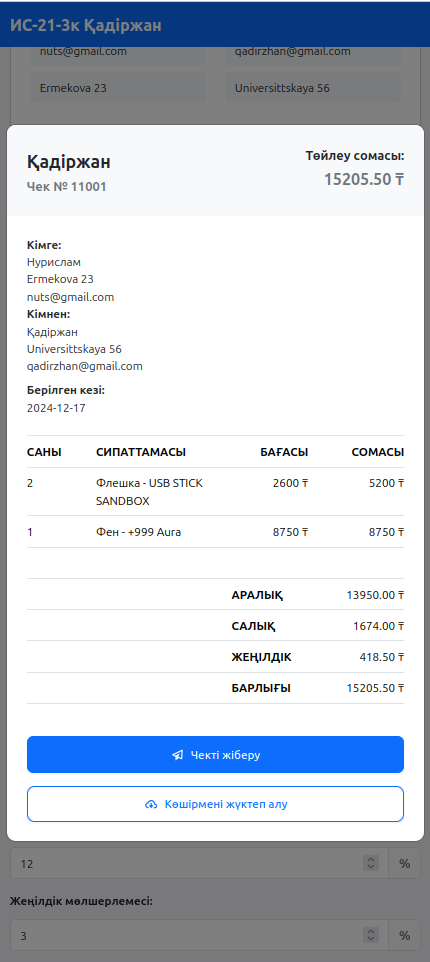 ИС-21-3к Қадіржан
nuts@gmail.com qadirzhan@gmail.com
Ermekova 23 Universittskaya 56
Қадіржан
Чек № 11001
Төйлеу сомасы:
15205.50 ₸
Кімге:
Нурислам
Ermekova 23
nuts@gmail.com
Кімнен:
Қадіржан
Universittskaya 56
qadirzhan@gmail.com
Берілген кезі:
2024-12-17
САНЫ СИПАТТАМАСЫ БАҒАСЫ СОМАСЫ
2 Флешка - USB STICK SANDBOX 2600 ₸ 5200 ₸
1 Фен - +999 Aura 8750 ₸ 8750 ₸
АРАЛЫҚ 13950.00 ₸
САЛЫҚ 1674.00 ₸
ЖЕҢІЛДІК 418.50 ₸
БАРЛЫҒЫ 15205.50 ₸
Чекті жіберу
Көшірмені жүктеп алу
12 %
Жеңілдік мөлшерлемесі:
3 %